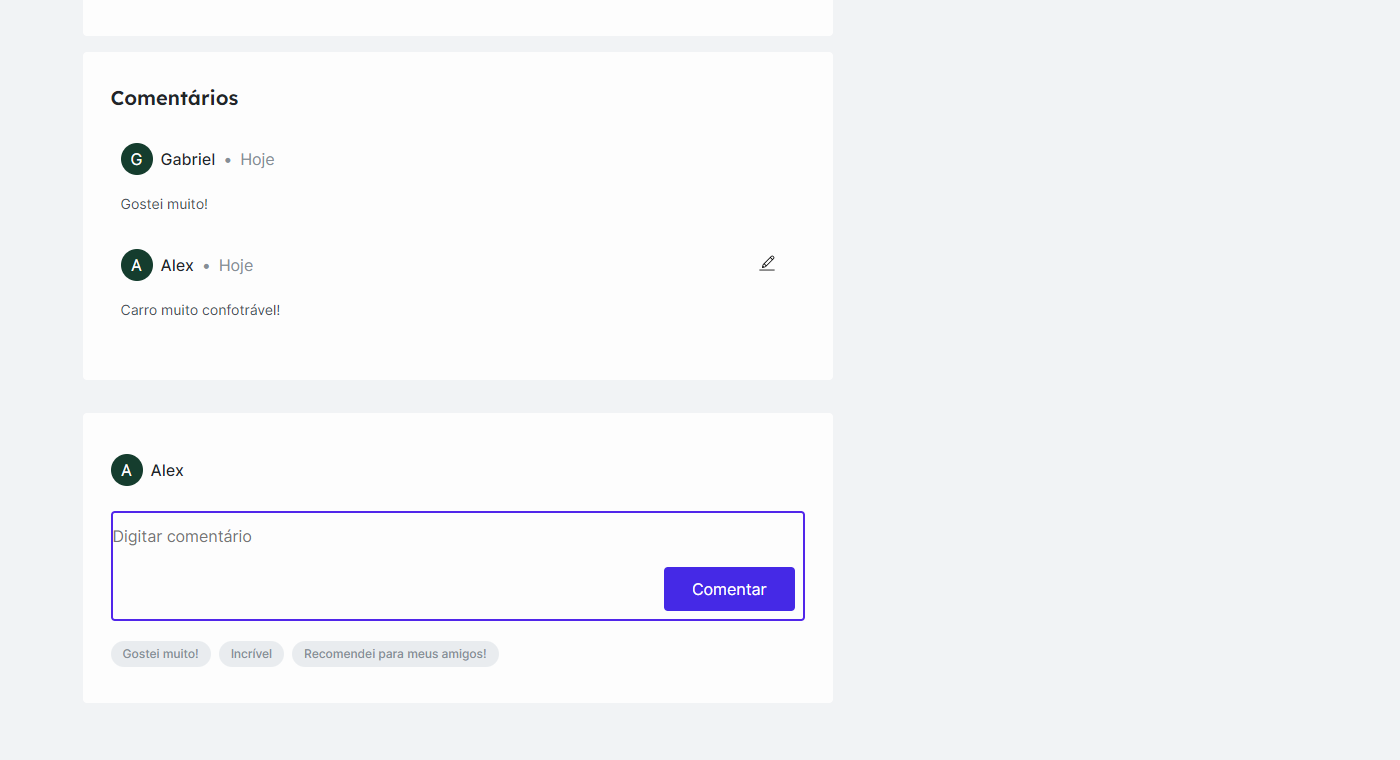 Comentários
G Gabriel • Hoje
Gostei muito!
A Alex • Hoje
Carro muito confotrável!
A Alex
Digitar comentário
Comentar
Gostei muito! Incrível Recomendei para meus amigos!